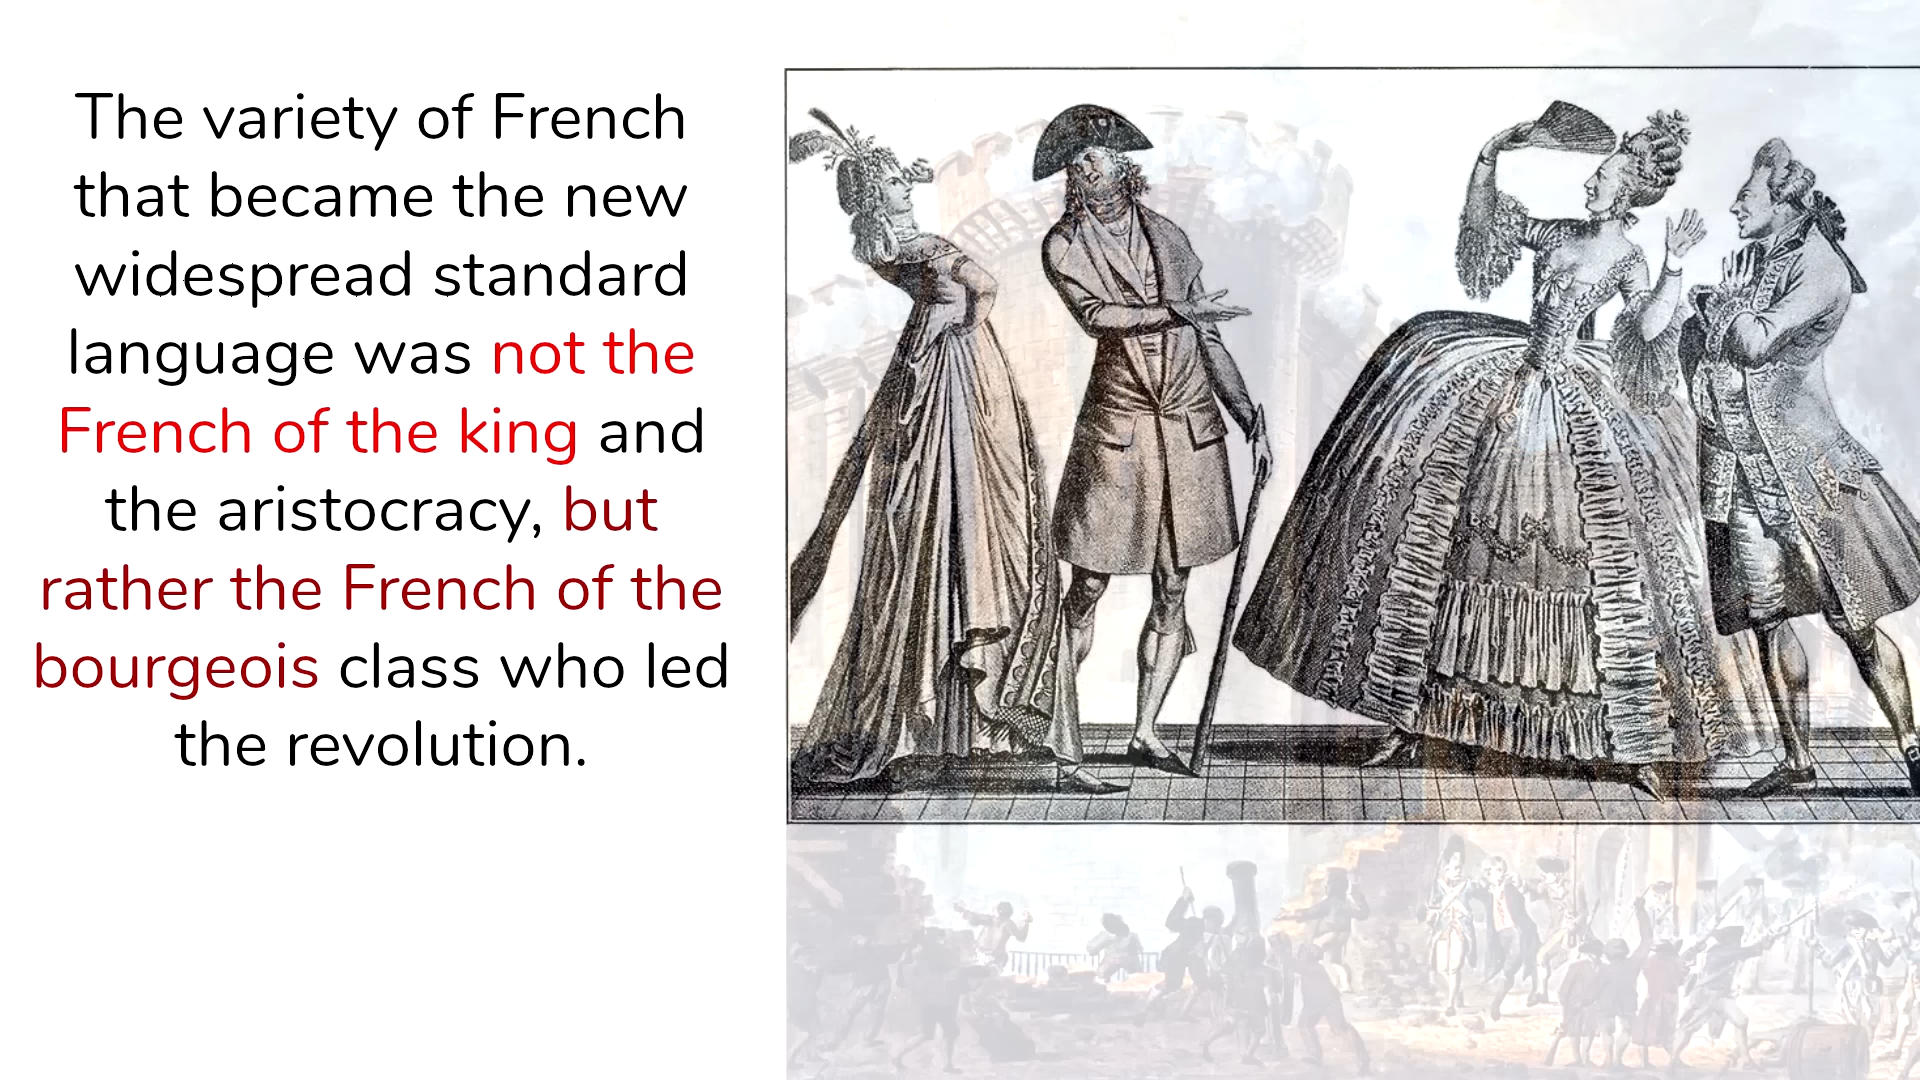 The variety of French
that became the new
widespread standard
language was not the
French of the king and
the aristocracy, but
rather the French of the
bourgeois class who led
the revolution.